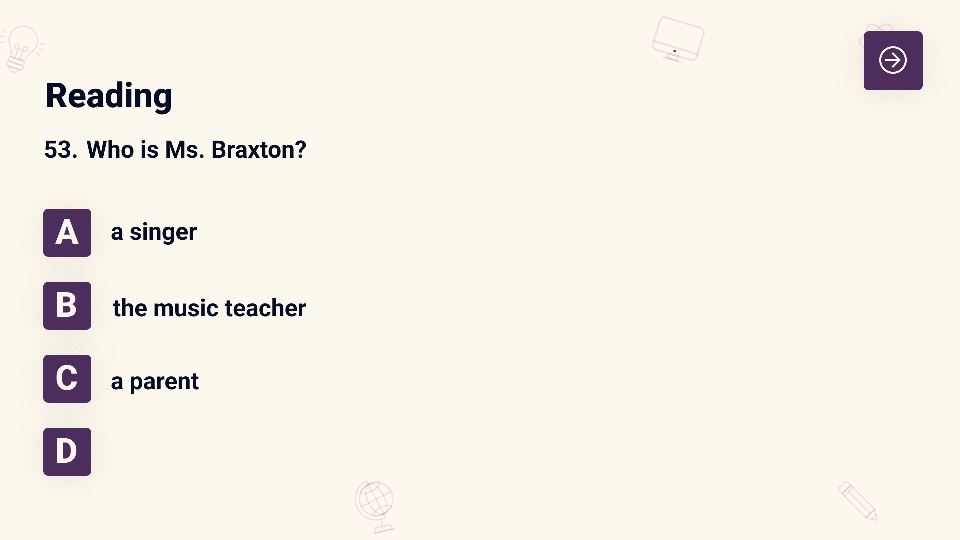 Reading
53. Who is Ms. Braxton?
A a singer
B the music teacher
C a parent
D